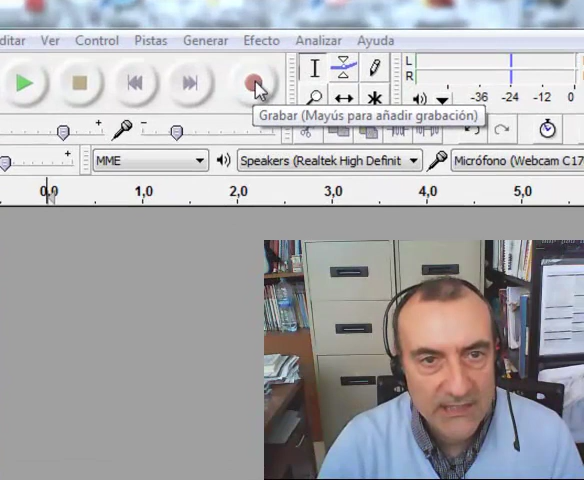 ditar Ver Control Pistas Generar Efecto Analizar Ayuda
L
R
-36 -24 -12 0
Grabar (Mayús para añadir grabación)
- + - +
+ MME Speakers (Realtek High Definit Micrófono (Webcam C17
0,0 1,0 2,0 3,0 4,0 5,0